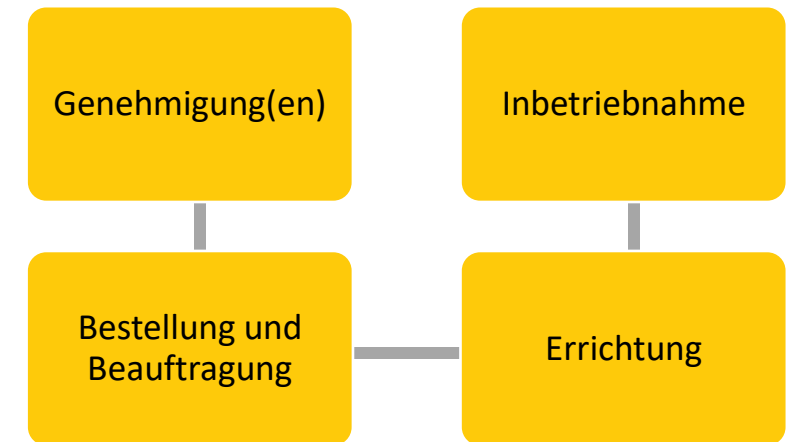 Genehmigung(en)
Inbetriebnahme
Bestellung und
Beauftragung
Errichtung